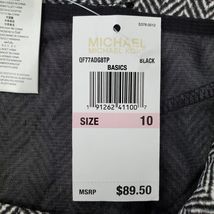 MICHAEL
MICHAEL KORS
QF77ADG8TP
BLACK
BASICS
1 91262 41100 7
SIZE
10
MSRP
$89.50